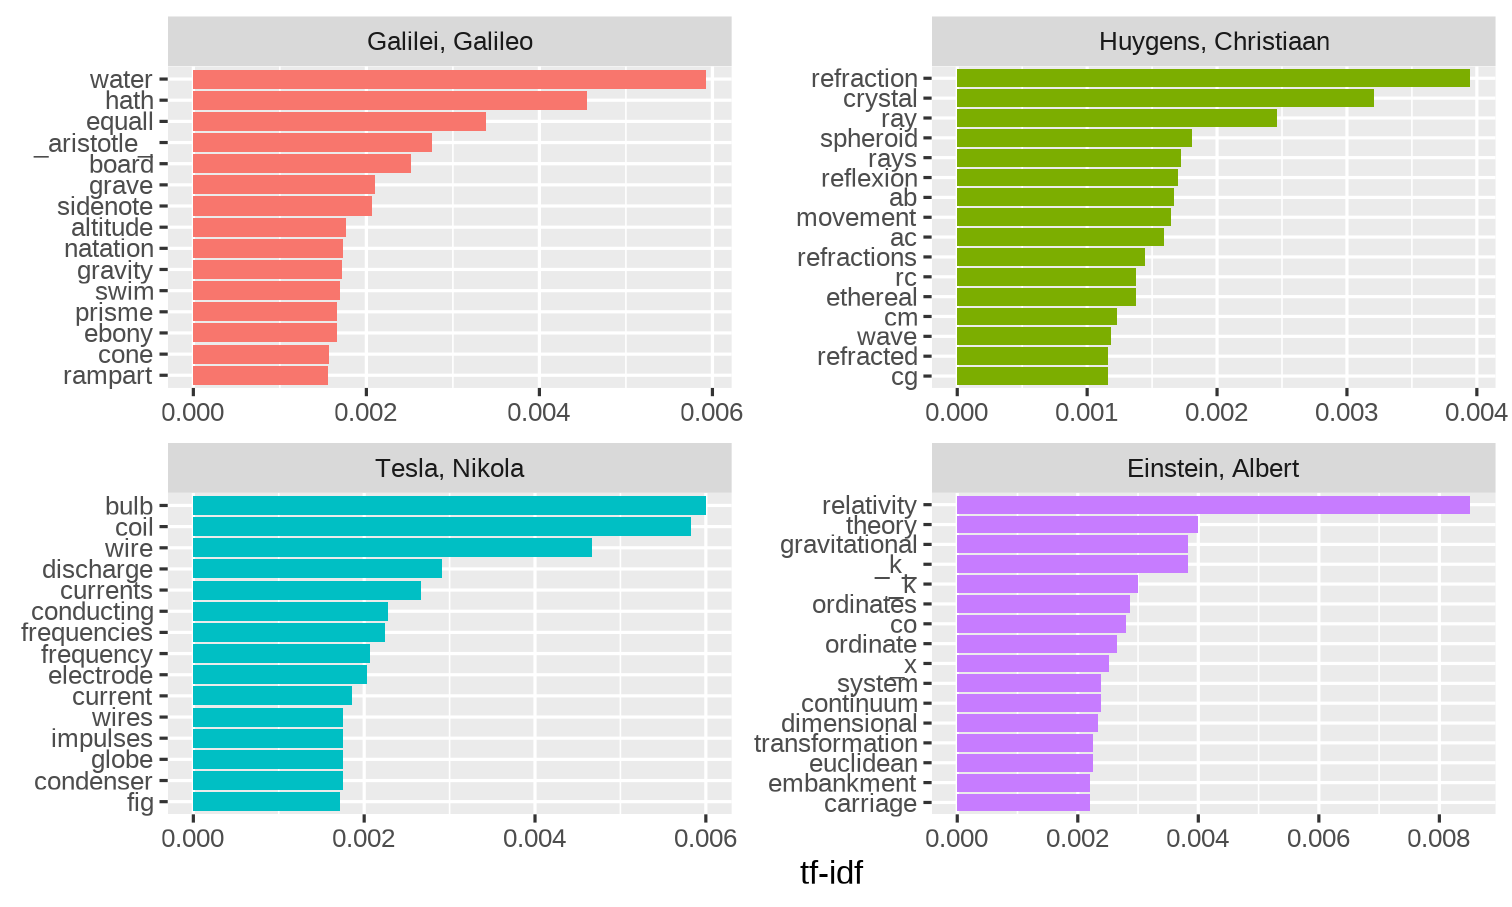 Galilei, Galileo
water
hath
equall
_aristotle_
board
grave
sidenote
altitude
natation
gravity
swim
prisme
ebony
cone
rampart
0.000 0.002 0.004 0.006
Huygens, Christiaan
refraction
crystal
ray
spheroid
rays
reflexion
ab
movement
ac
refractions
rc
ethereal
cm
wave
refracted
cg
0.000 0.001 0.002 0.003 0.004
Tesla, Nikola
bulb
coil
wire
discharge
currents
conducting
frequencies
frequency
electrode
current
wires
impulses
globe
condenser
fig
0.000 0.002 0.004 0.006
Einstein, Albert
relativity
theory
gravitational
_k_
_k
ordinates
co
ordinate
_x
system
continuum
dimensional
transformation
euclidean
embankment
carriage
0.000 0.002 0.004 0.006 0.008
tf-idf